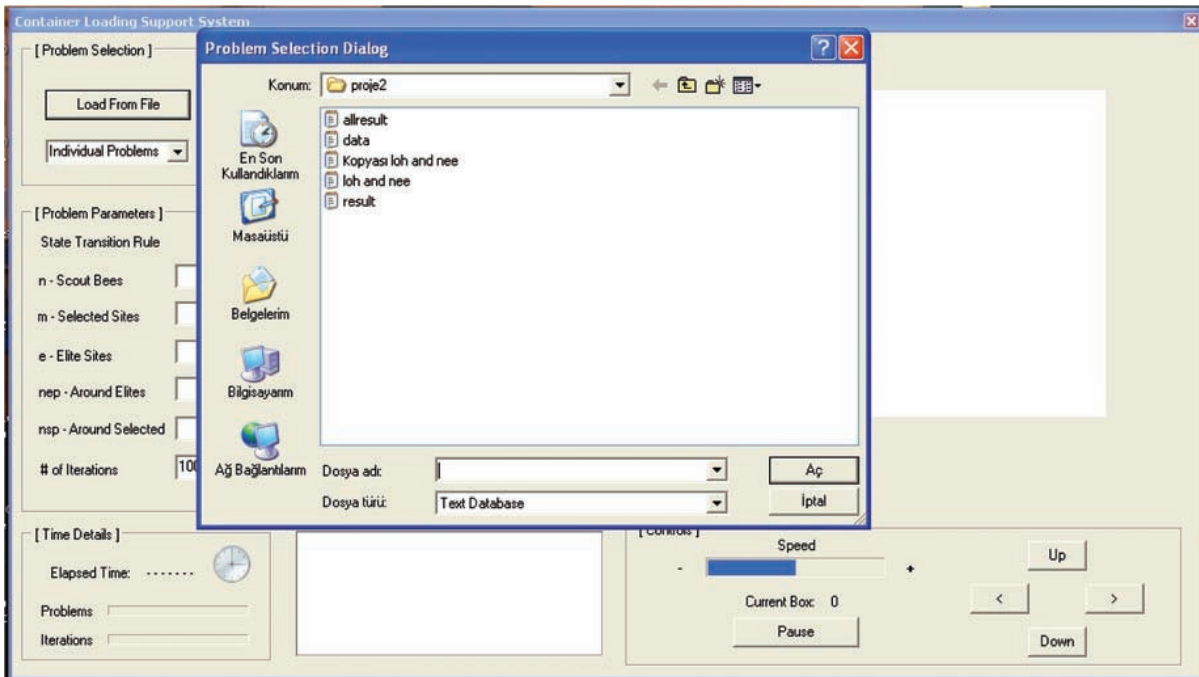 Container Loading Support System
[ Problem Selection ]
Load From File
Individual Problems
[ Problem Parameters ]
State Transition Rule
n - Scout Bees
m - Selected Sites
e - Elite Sites
nep - Around Elites
nsp - Around Selected
# of Iterations
100
Problem Selection Dialog
Konum:
proje2
En Son
Kullandıklarım
Masaüstü
Belgelerim
Bilgisayarım
Ağ Bağlantılarım
allresult
data
Kopyası loh and nee
loh and nee
result
Dosya adı:
Aç
Dosya türü:
Text Database
İptal
[ Time Details ]
Elapsed Time: .......
Problems
Iterations
[ Controls ]
Speed
- +
Current Box: 0
Pause
Up
< >
Down